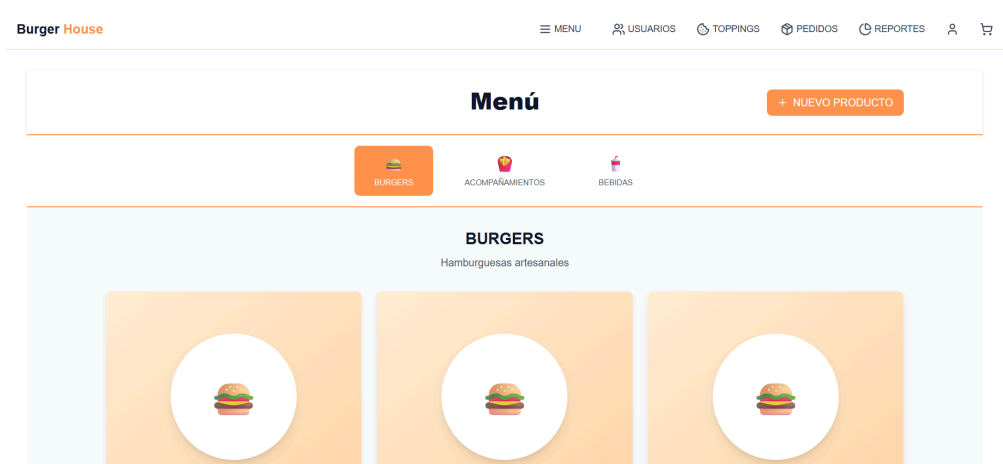 Burger House
MENU USUARIOS TOPPINGS PEDIDOS REPORTES
Menú
+ NUEVO PRODUCTO
BURGERS ACOMPAÑAMIENTOS BEBIDAS
BURGERS
Hamburguesas artesanales